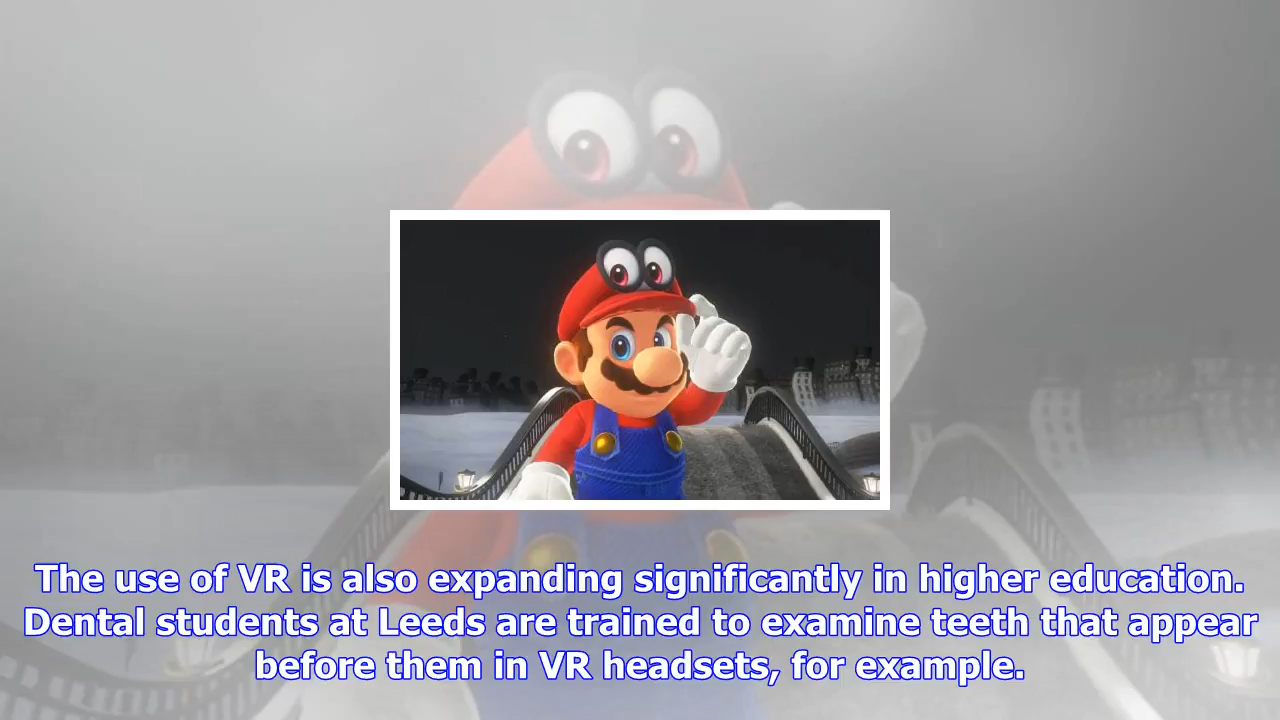 The use of VR is also expanding significantly in higher education.
Dental students at Leeds are trained to examine teeth that appear
before them in VR headsets, for example.